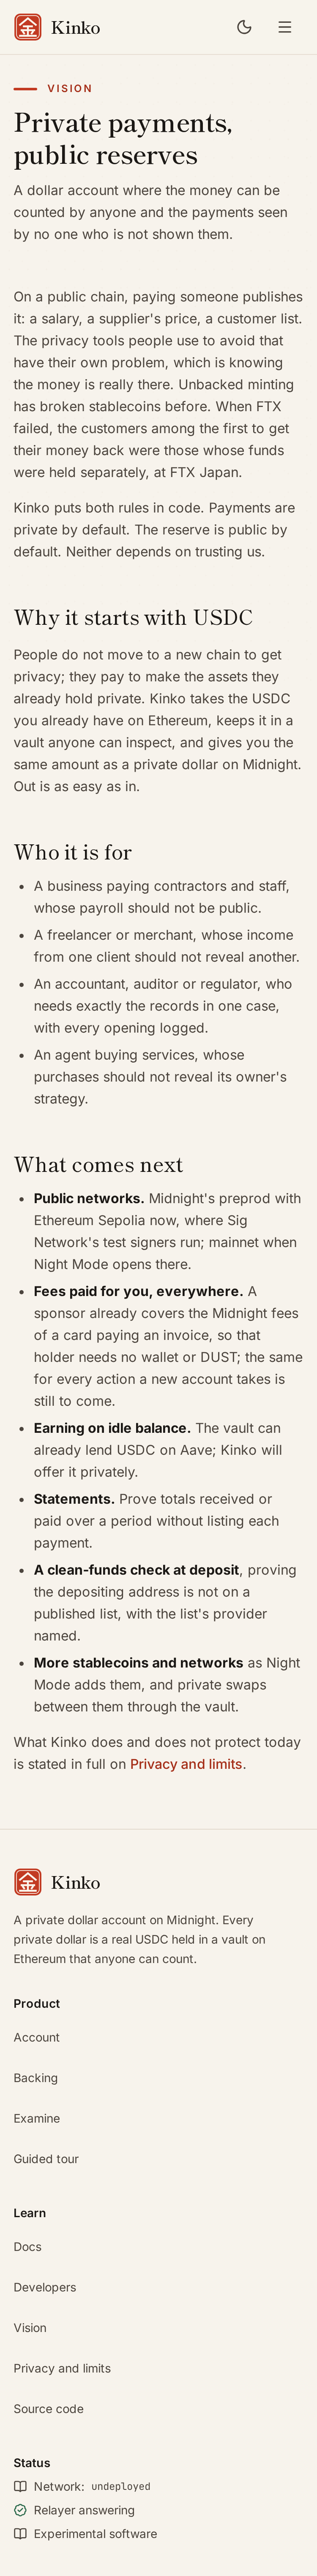 金 Kinko
VISION
Private payments,
public reserves
A dollar account where the money can be
counted by anyone and the payments seen
by no one who is not shown them.
On a public chain, paying someone publishes
it: a salary, a supplier's price, a customer list.
The privacy tools people use to avoid that
have their own problem, which is knowing
the money is really there. Unbacked minting
has broken stablecoins before. When FTX
failed, the customers among the first to get
their money back were those whose funds
were held separately, at FTX Japan.
Kinko puts both rules in code. Payments are
private by default. The reserve is public by
default. Neither depends on trusting us.
Why it starts with USDC
People do not move to a new chain to get
privacy; they pay to make the assets they
already hold private. Kinko takes the USDC
you already have on Ethereum, keeps it in a
vault anyone can inspect, and gives you the
same amount as a private dollar on Midnight.
Out is as easy as in.
Who it is for
• A business paying contractors and staff,
whose payroll should not be public.
• A freelancer or merchant, whose income
from one client should not reveal another.
• An accountant, auditor or regulator, who
needs exactly the records in one case,
with every opening logged.
• An agent buying services, whose
purchases should not reveal its owner's
strategy.
What comes next
• Public networks. Midnight's preprod with
Ethereum Sepolia now, where Sig
Network's test signers run; mainnet when
Night Mode opens there.
• Fees paid for you, everywhere. A
sponsor already covers the Midnight fees
of a card paying an invoice, so that
holder needs no wallet or DUST; the same
for every action a new account takes is
still to come.
• Earning on idle balance. The vault can
already lend USDC on Aave; Kinko will
offer it privately.
• Statements. Prove totals received or
paid over a period without listing each
payment.
• A clean-funds check at deposit, proving
the depositing address is not on a
published list, with the list's provider
named.
• More stablecoins and networks as Night
Mode adds them, and private swaps
between them through the vault.
What Kinko does and does not protect today
is stated in full on Privacy and limits.
金 Kinko
A private dollar account on Midnight. Every
private dollar is a real USDC held in a vault on
Ethereum that anyone can count.
Product
Account
Backing
Examine
Guided tour
Learn
Docs
Developers
Vision
Privacy and limits
Source code
Status
Network: undeployed
Relayer answering
Experimental software